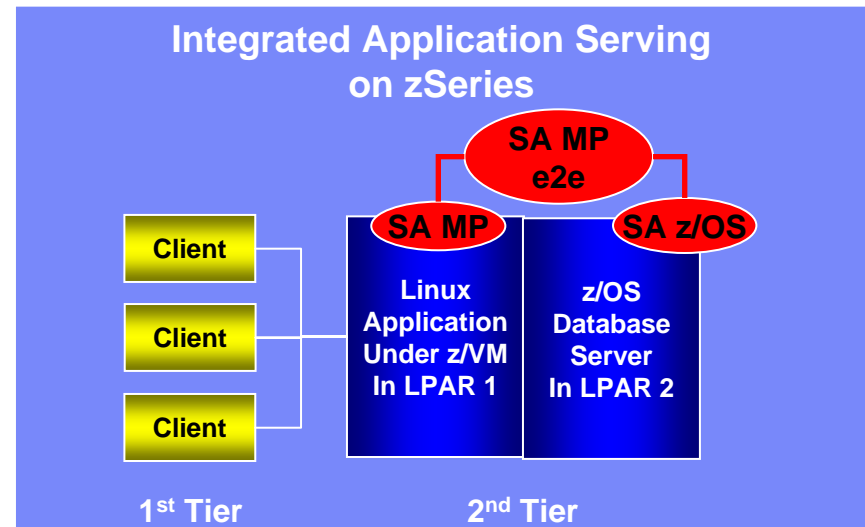 Integrated Application Serving
on zSeries
SA MP
e2e
SA MP
SA z/OS
Client
Client
Client
Linux
Application
Under z/VM
In LPAR 1
z/OS
Database
Server
In LPAR 2
1st Tier
2nd Tier